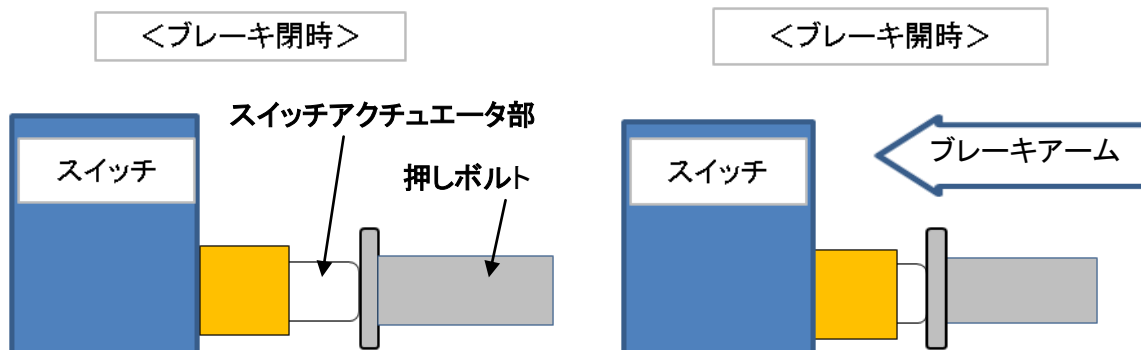 ＜ブレーキ閉時＞
＜ブレーキ開時＞
スイッチアクチュエータ部
スイッチ
押しボルト
スイッチ
ブレーキアーム